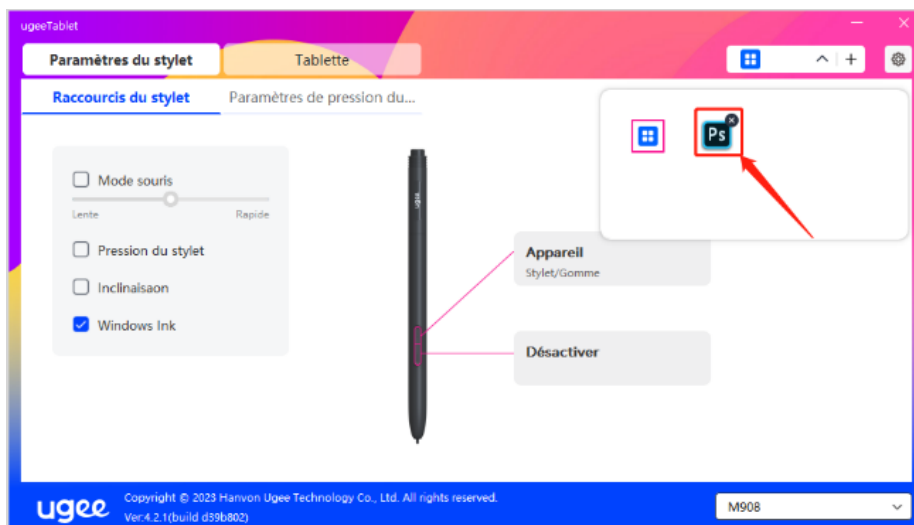 ugeeTablet
Paramètres du stylet
Tablette
Raccourcis du stylet
Paramètres de pression du...
Ps
Mode souris
Lente
Rapide
Pression du stylet
Inclinaisaon
Windows Ink
ugee
Appareil
Stylet/Gomme
Désactiver
ugee
Copyright © 2023 Hanvon Ugee Technology Co., Ltd. All rights reserved.
Ver:4.2.1(build d39b802)
M908